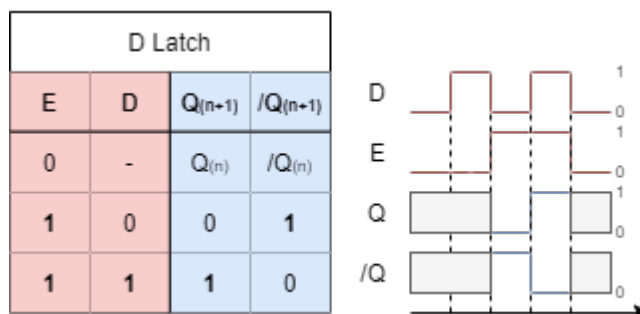 D Latch
E D Q(n+1) /Q(n+1)
0 - Q(n) /Q(n)
1 0 0 1
1 1 1 0
D 1
0
E 1
0
Q 1
0
/Q 1
0